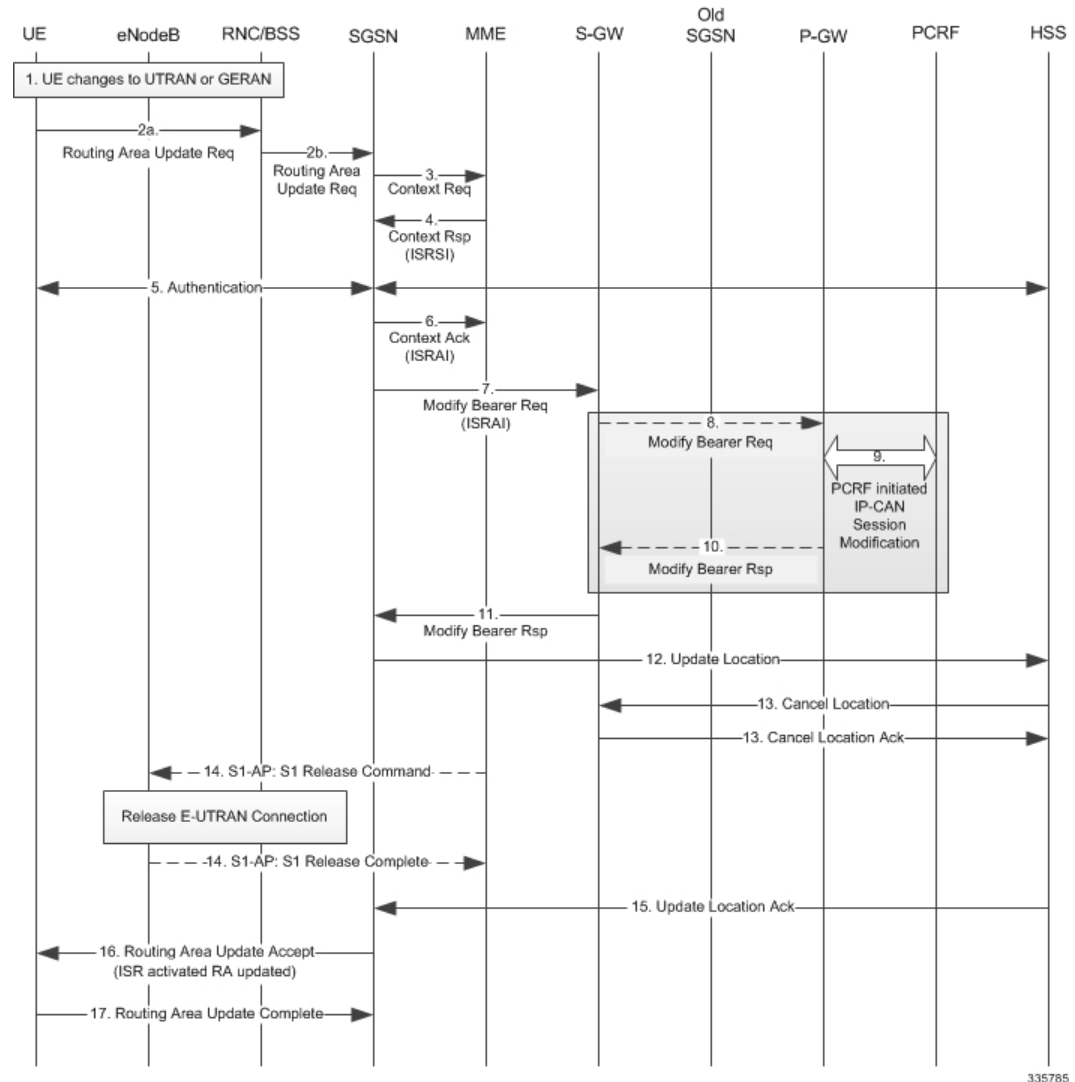 UE
eNodeB
RNC/BSS
SGSN
MME
S-GW
Old
SGSN
P-GW
PCRF
HSS
1. UE changes to UTRAN or GERAN
2a.
Routing Area Update Req
2b.
Routing Area
Update Req
3.
Context Req
4.
Context Rsp
(ISRSI)
5. Authentication
6.
Context Ack
(ISRAI)
7.
Modify Bearer Req
(ISRAI)
8.
Modify Bearer Req
9.
PCRF initiated
IP-CAN
Session
Modification
10.
Modify Bearer Rsp
11.
Modify Bearer Rsp
12. Update Location
13. Cancel Location
13. Cancel Location Ack
14. S1-AP: S1 Release Command
Release E-UTRAN Connection
14. S1-AP: S1 Release Complete
15. Update Location Ack
16. Routing Area Update Accept
(ISR activated RA updated)
17. Routing Area Update Complete
335785